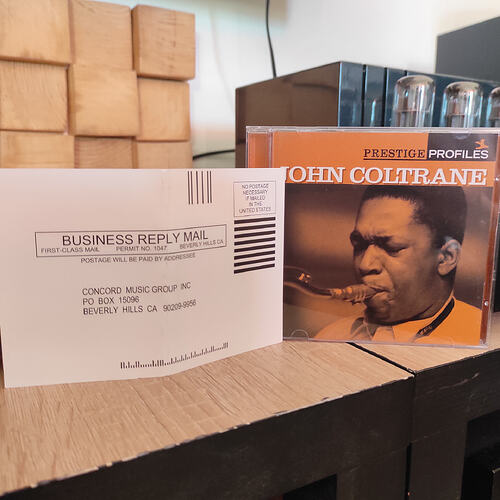 NO POSTAGE
NECESSARY
IF MAILED
IN THE
UNITED STATES
BUSINESS REPLY MAIL
FIRST-CLASS MAIL PERMIT NO. 1047 BEVERLY HILLS CA
POSTAGE WILL BE PAID BY ADDRESSEE
CONCORD MUSIC GROUP INC
PO BOX 15096
BEVERLY HILLS CA 90209-9956
PRESTIGE PROFILES
JOHN COLTRANE